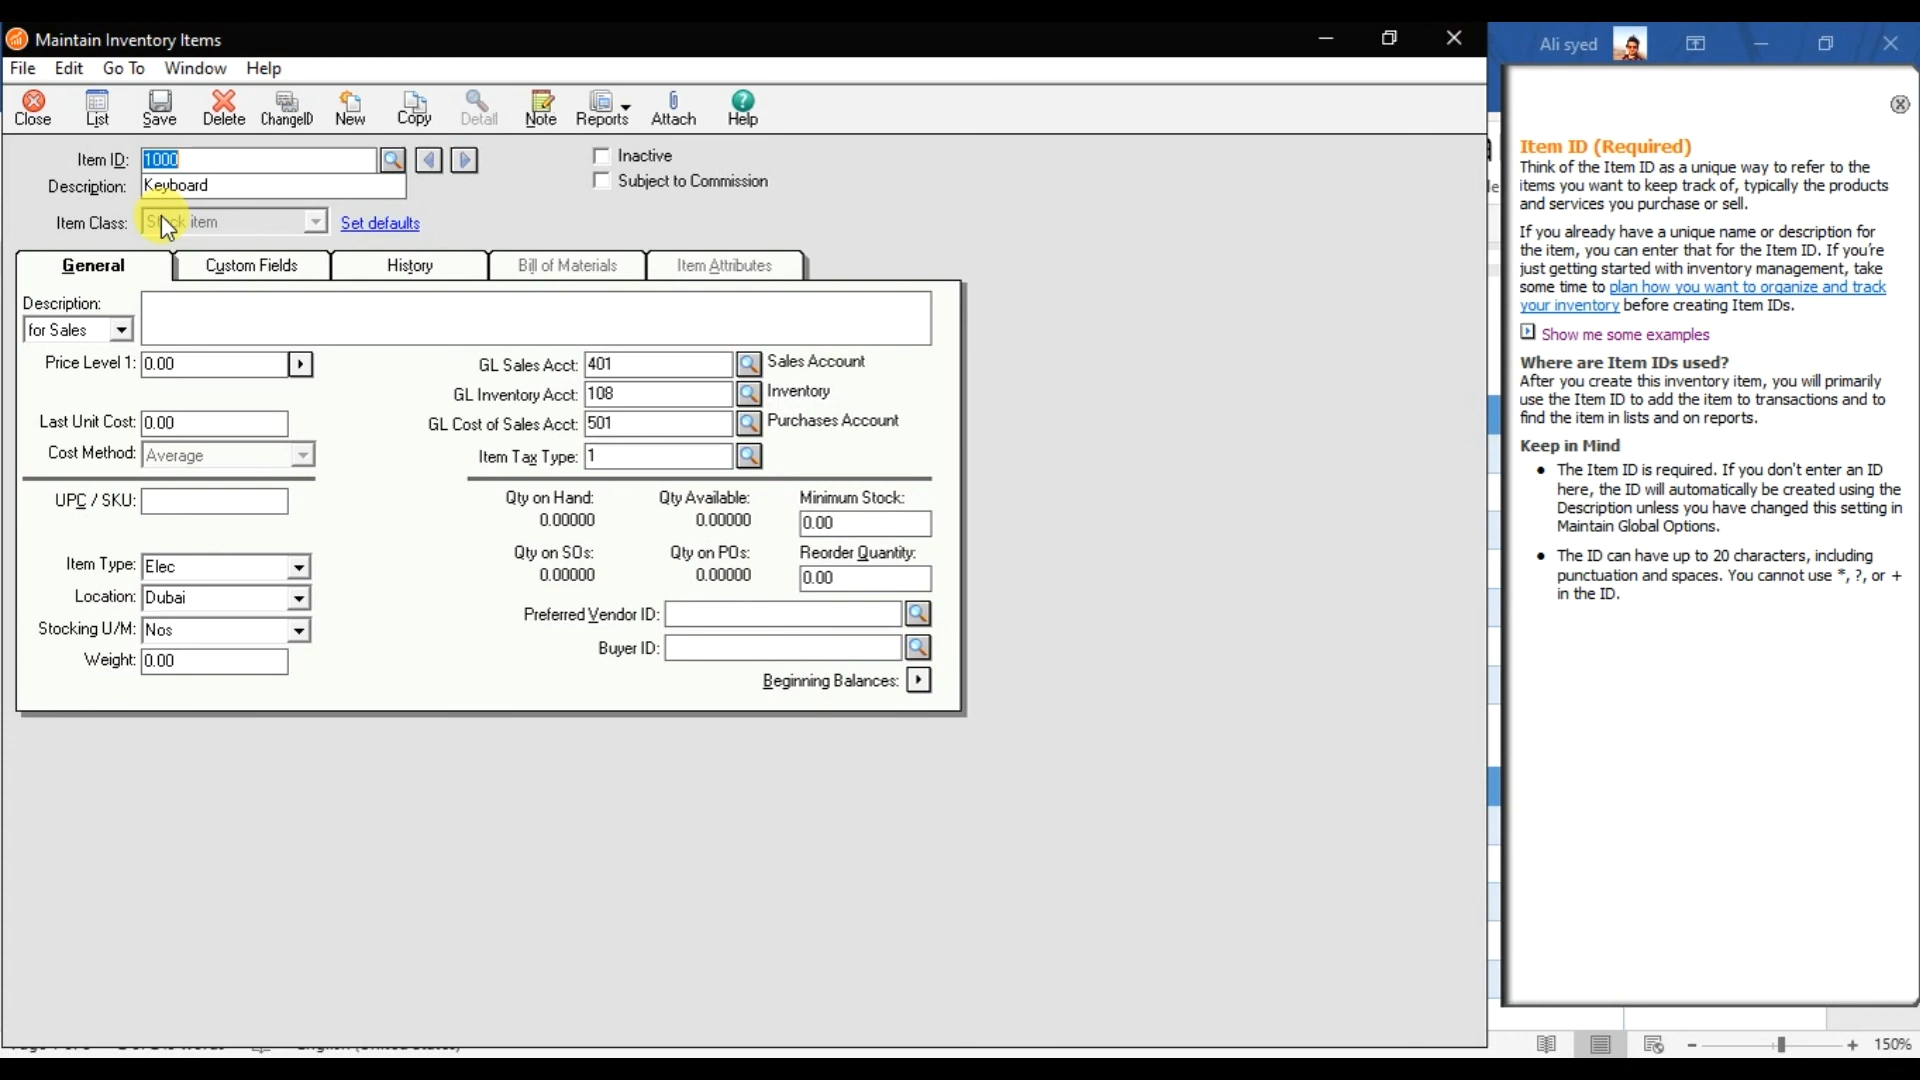 Maintain Inventory Items
Ali syed
File Edit Go To Window Help
Close List Save Delete ChangeID New Copy Detail Note Reports Attach Help
Item ID: 1000
Inactive
Description: Keyboard
Subject to Commission
Item Class: Stock item Set defaults
General Custom Fields History Bill of Materials Item Attributes
Description:
for Sales
Price Level 1: 0.00
GL Sales Acct: 401 Sales Account
GL Inventory Acct: 108 Inventory
Last Unit Cost: 0.00
GL Cost of Sales Acct: 501 Purchases Account
Cost Method: Average
Item Tax Type: 1
UPC / SKU:
Qty on Hand: Qty Available: Minimum Stock:
0.00000 0.00000 0.00
Qty on SOs: Qty on POs: Reorder Quantity:
0.00000 0.00000 0.00
Item Type: Elec
Location: Dubai
Stocking U/M: Nos
Weight: 0.00
Preferred Vendor ID:
Buyer ID:
Beginning Balances:
Item ID (Required)
Think of the Item ID as a unique way to refer to the
items you want to keep track of, typically the products
and services you purchase or sell.
If you already have a unique name or description for
the item, you can enter that for the Item ID. If you're
just getting started with inventory management, take
some time to plan how you want to organize and track
your inventory before creating Item IDs.
Show me some examples
Where are Item IDs used?
After you create this inventory item, you will primarily
use the Item ID to add the item to transactions and to
find the item in lists and on reports.
Keep in Mind
• The Item ID is required. If you don't enter an ID
here, the ID will automatically be created using the
Description unless you have changed this setting in
Maintain Global Options.
• The ID can have up to 20 characters, including
punctuation and spaces. You cannot use *, ?, or +
in the ID.
150%